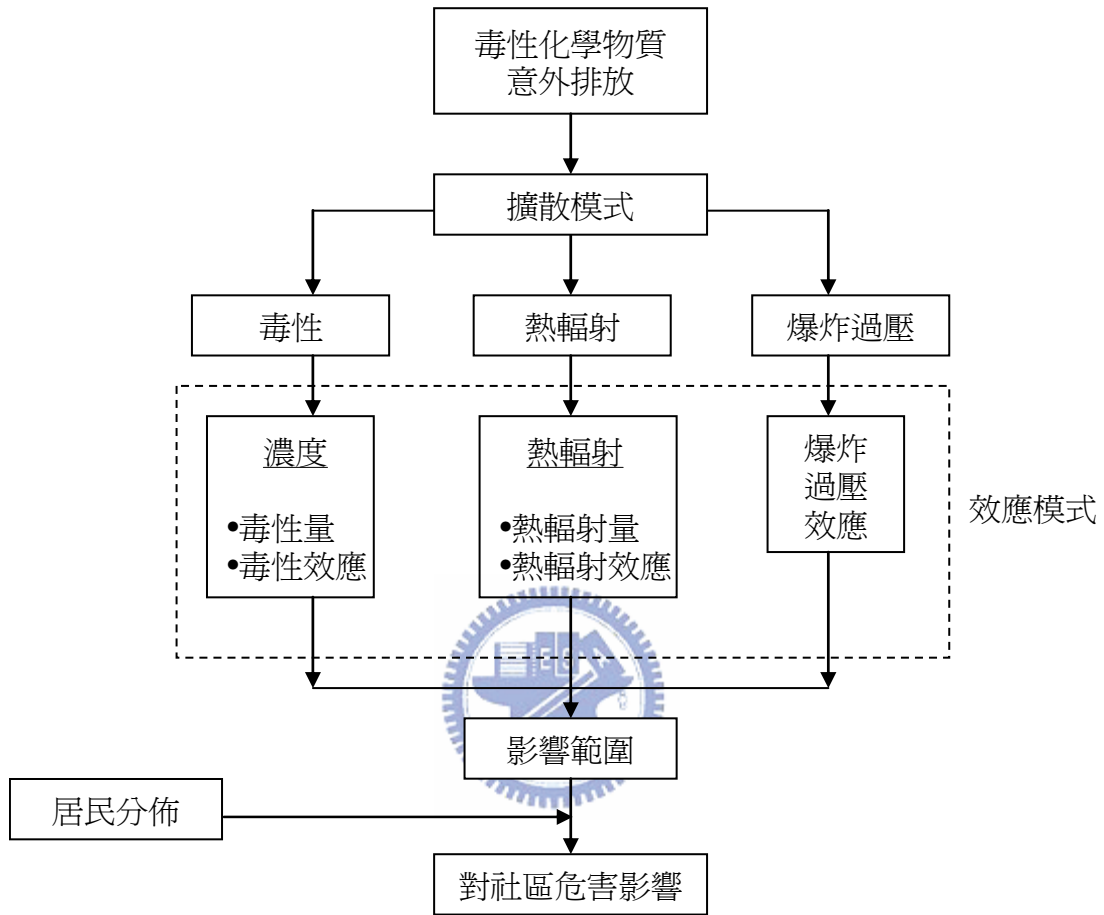 毒性化學物質
意外排放
擴散模式
毒性
熱輻射
爆炸過壓
濃度
•毒性量
•毒性效應
熱輻射
•熱輻射量
•熱輻射效應
爆炸
過壓
效應
效應模式
影響範圍
居民分佈
對社區危害影響